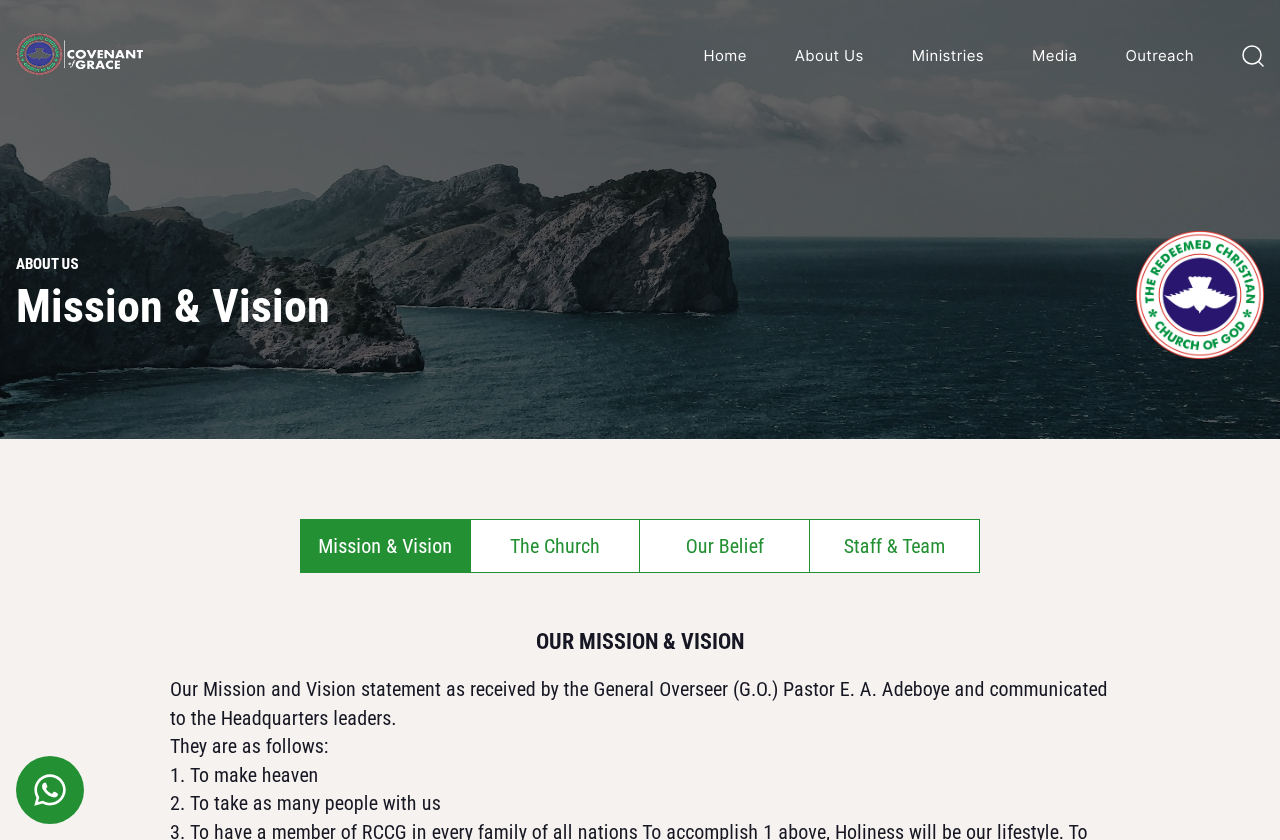 COVENANT
of GRACE
Home
About Us
Ministries
Media
Outreach
ABOUT US
Mission & Vision
THE REDEEMED CHRISTIAN
* CHURCH OF GOD *
Mission & Vision
The Church
Our Belief
Staff & Team
OUR MISSION & VISION
Our Mission and Vision statement as received by the General Overseer (G.O.) Pastor E. A. Adeboye and communicated
to the Headquarters leaders.
They are as follows:
1. To make heaven
2. To take as many people with us
3. To have a member of RCCG in every family of all nations To accomplish 1 above, Holiness will be our lifestyle. To